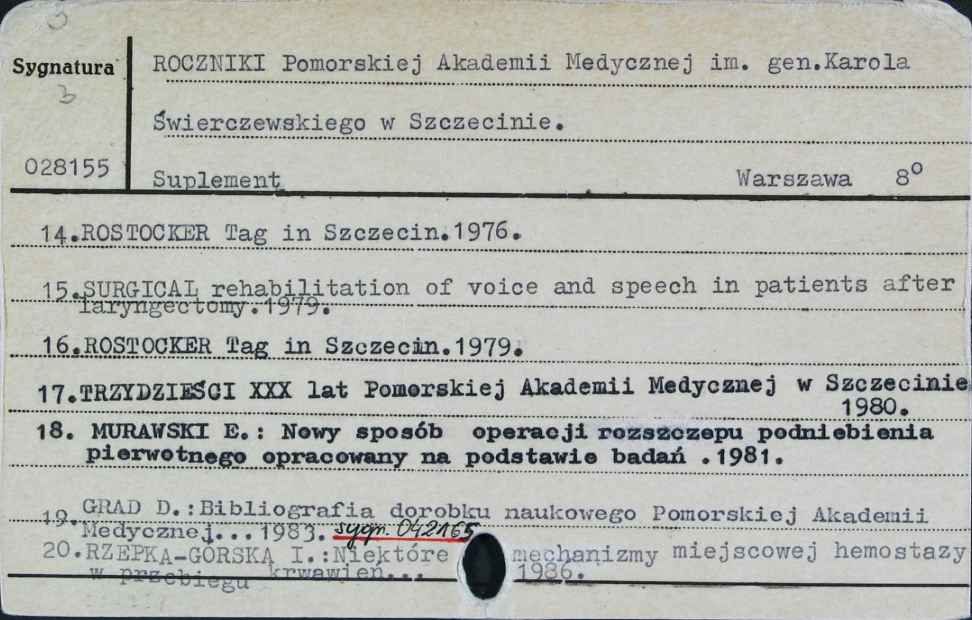 Sygnatura
3
028155
ROCZNIKI Pomorskiej Akademii Medycznej im. gen.Karola
Świerczewskiego w Szczecinie.
Suplement Warszawa 8°
14.ROSTOCKER Tag in Szczecin.1976.
15.SURGICAL rehabilitation of voice and speech in patients after
laryngectomy.1979.
16.ROSTOCKER Tag in Szczecin.1979.
17.TRZYDZIEŚCI XXX lat Pomorskiej Akademii Medycznej w Szczecinie
1980.
18. MURAWSKI E.: Nowy sposób operacji rozszczepu podniebienia
pierwotnego opracowany na podstawie badań .1981.
19.GRAD D.:Bibliografia dorobku naukowego Pomorskiej Akademii
Medycznej... 1983. sygn. 042165
20.RZEPKA-GÓRSKA I.:Niektóre mechanizmy miejscowej hemostazy
w przebiegu krwawień... 1986.